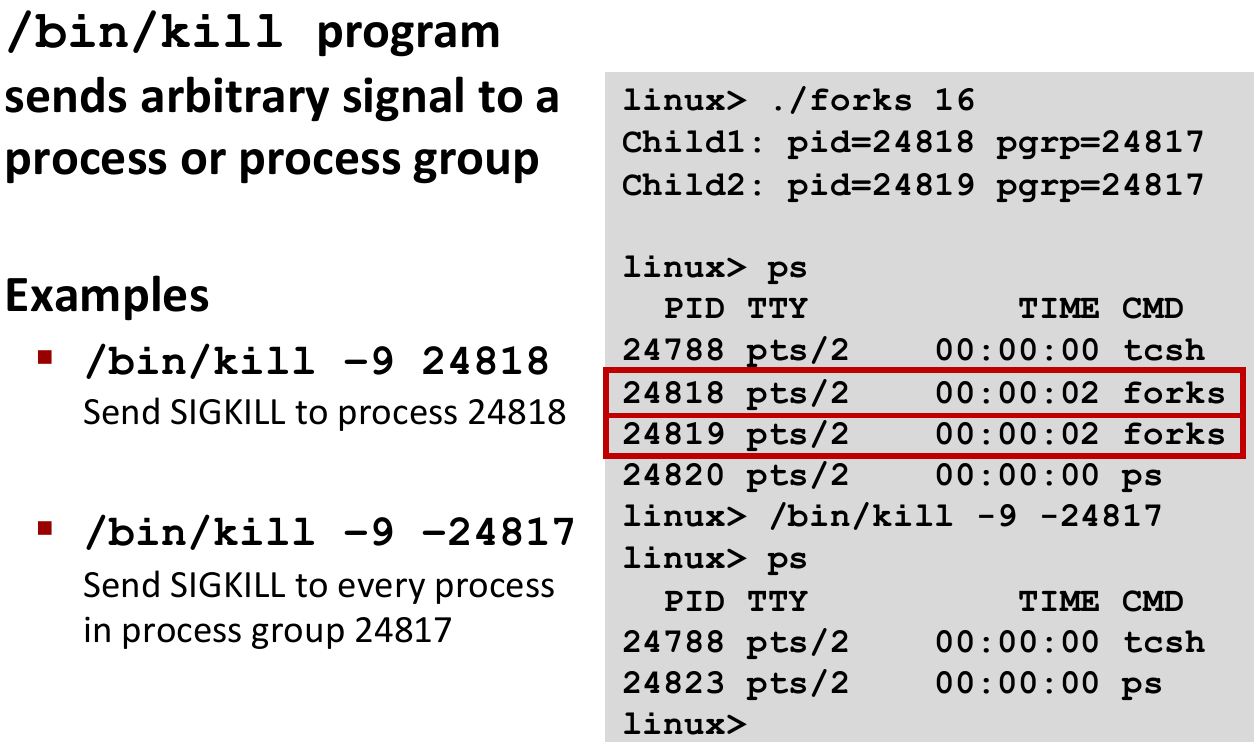 /bin/kill program
sends arbitrary signal to a
process or process group
Examples
▪ /bin/kill –9 24818
Send SIGKILL to process 24818
▪ /bin/kill –9 –24817
Send SIGKILL to every process
in process group 24817
linux> ./forks 16
Child1: pid=24818 pgrp=24817
Child2: pid=24819 pgrp=24817
linux> ps
  PID TTY          TIME CMD
24788 pts/2    00:00:00 tcsh
24818 pts/2    00:00:02 forks
24819 pts/2    00:00:02 forks
24820 pts/2    00:00:00 ps
linux> /bin/kill -9 -24817
linux> ps
  PID TTY          TIME CMD
24788 pts/2    00:00:00 tcsh
24823 pts/2    00:00:00 ps
linux>